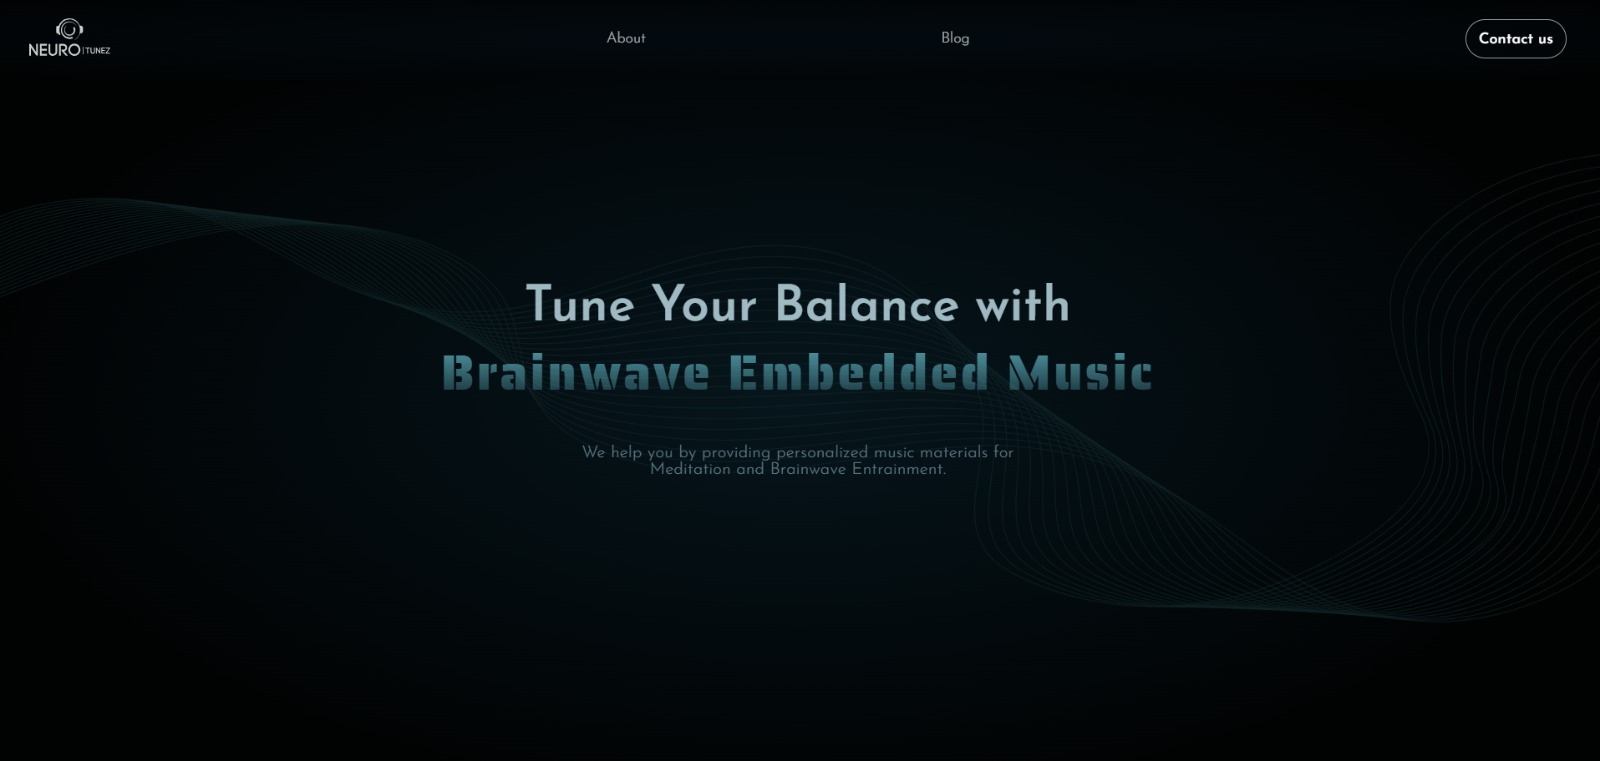 NEURO | TUNEZ
About
Blog
Contact us
Tune Your Balance with
Brainwave Embedded Music
We help you by providing personalized music materials for
Meditation and Brainwave Entrainment.